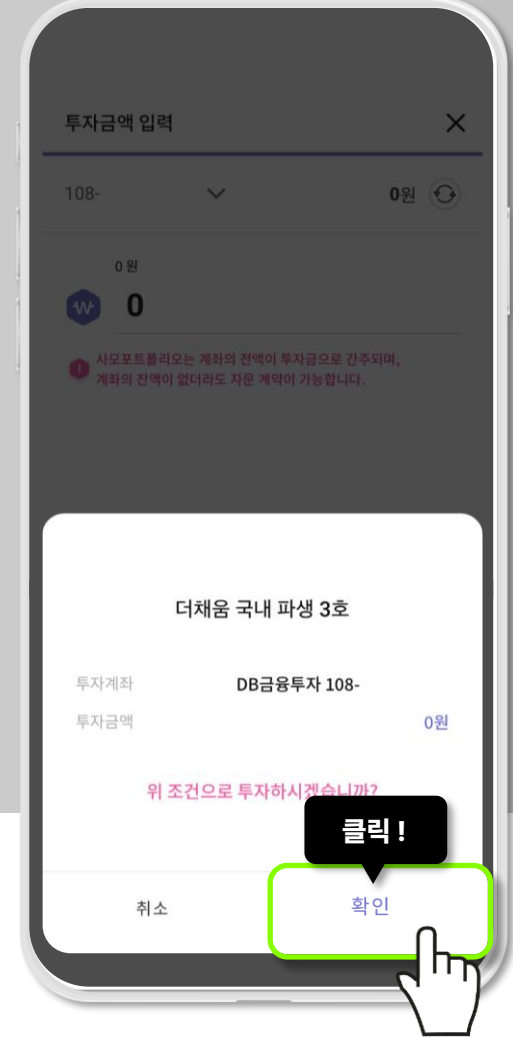 투자금액 입력
108-
0원
0 원
0
사모포트폴리오는 계좌의 전액이 투자금으로 간주되며,
계좌의 잔액이 없더라도 자문 계약이 가능합니다.
더채움 국내 파생 3호
투자계좌 DB금융투자 108-
투자금액 0원
위 조건으로 투자하시겠습니까?
클릭 !
취소 확인